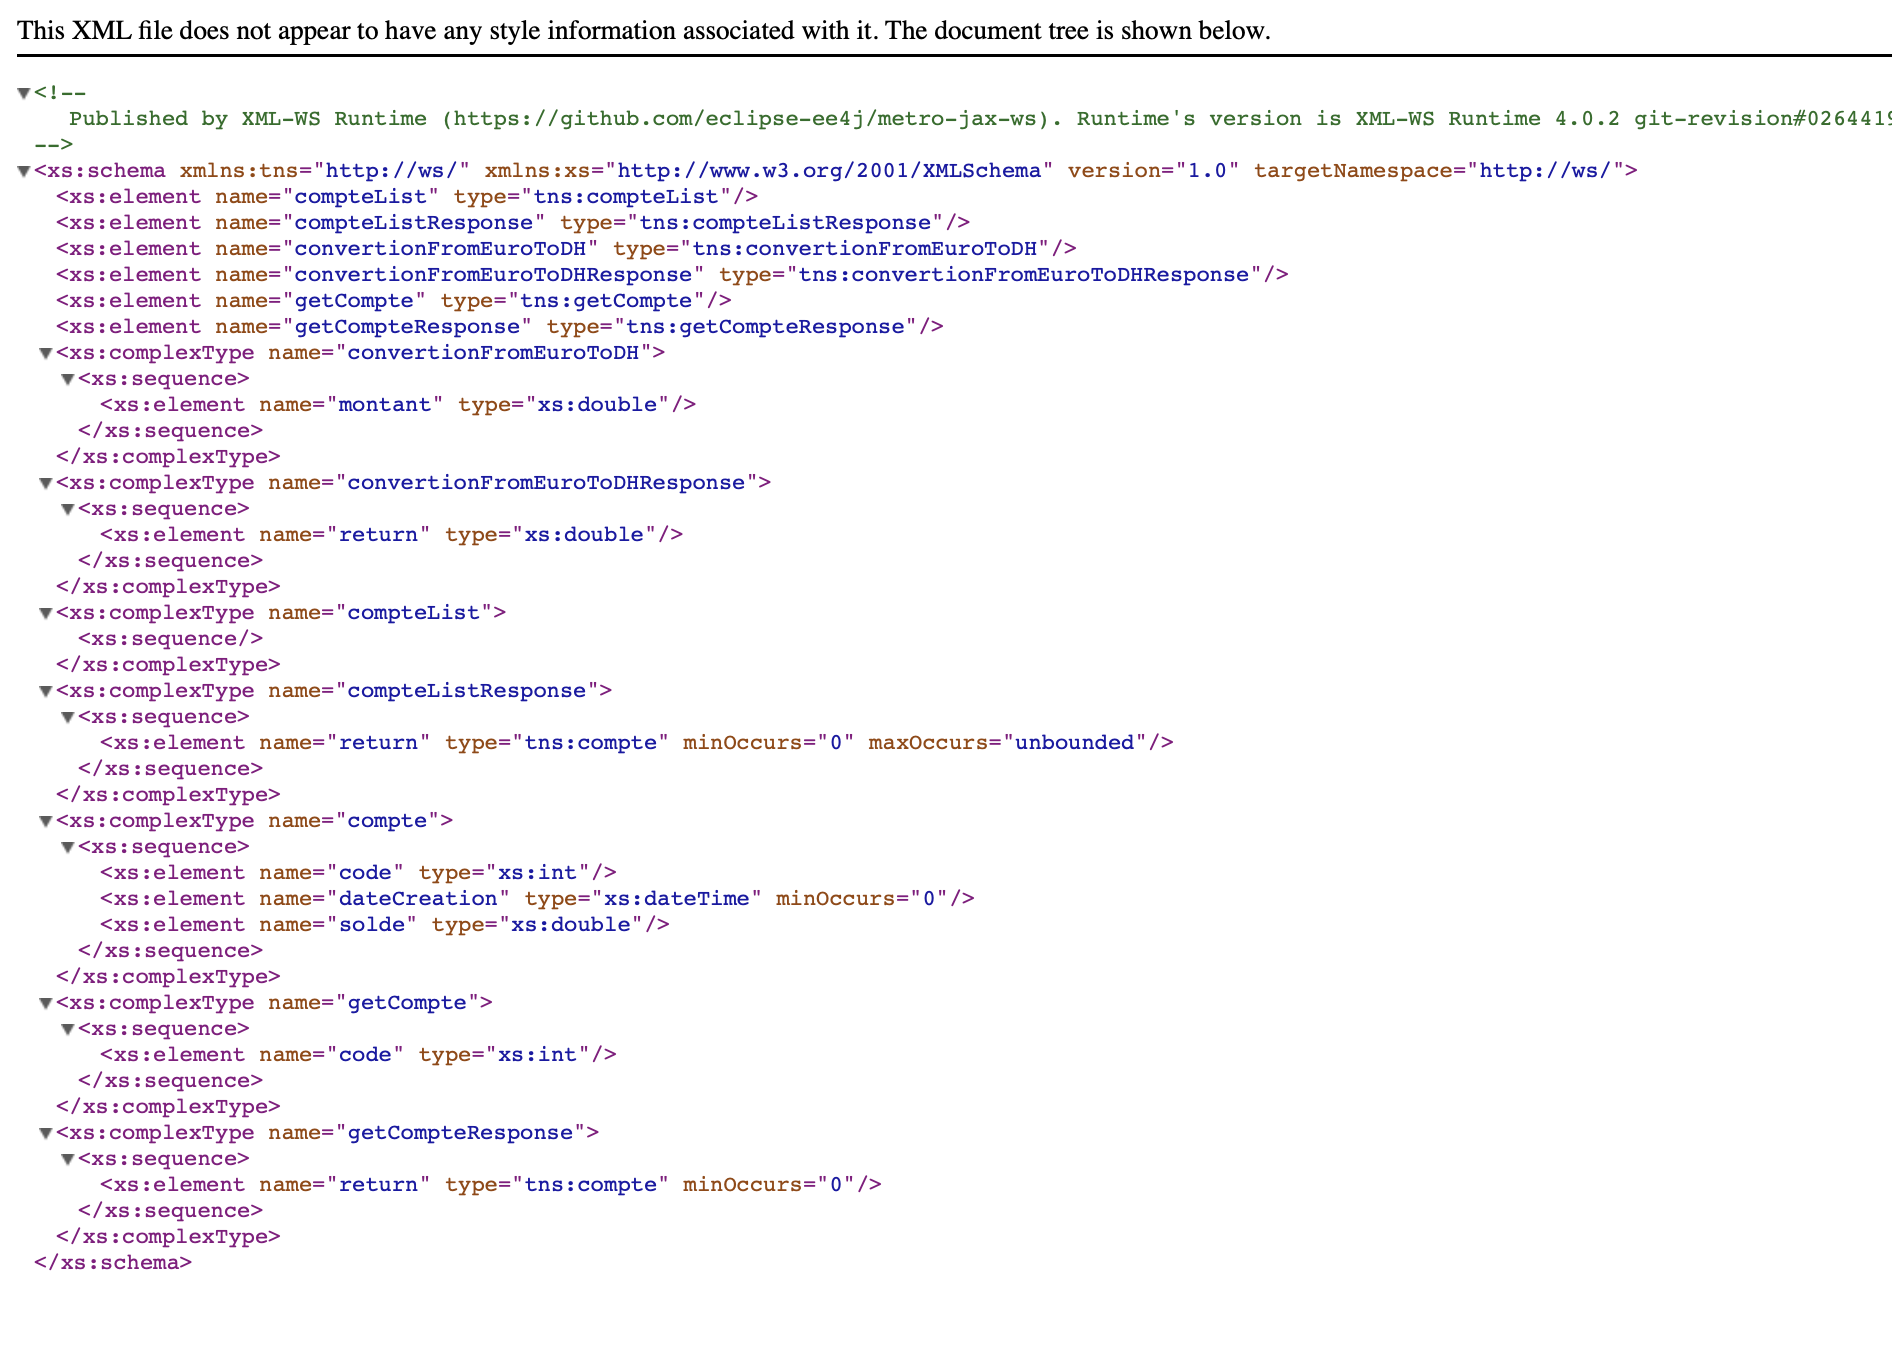 This XML file does not appear to have any style information associated with it. The document tree is shown below.
▼<!--
Published by XML-WS Runtime (https://github.com/eclipse-ee4j/metro-jax-ws). Runtime's version is XML-WS Runtime 4.0.2 git-revision#0264419
-->
▼<xs:schema xmlns:tns="http://ws/" xmlns:xs="http://www.w3.org/2001/XMLSchema" version="1.0" targetNamespace="http://ws/">
<xs:element name="compteList" type="tns:compteList"/>
<xs:element name="compteListResponse" type="tns:compteListResponse"/>
<xs:element name="convertionFromEuroToDH" type="tns:convertionFromEuroToDH"/>
<xs:element name="convertionFromEuroToDHResponse" type="tns:convertionFromEuroToDHResponse"/>
<xs:element name="getCompte" type="tns:getCompte"/>
<xs:element name="getCompteResponse" type="tns:getCompteResponse"/>
▼<xs:complexType name="convertionFromEuroToDH">
▼<xs:sequence>
<xs:element name="montant" type="xs:double"/>
</xs:sequence>
</xs:complexType>
▼<xs:complexType name="convertionFromEuroToDHResponse">
▼<xs:sequence>
<xs:element name="return" type="xs:double"/>
</xs:sequence>
</xs:complexType>
▼<xs:complexType name="compteList">
<xs:sequence/>
</xs:complexType>
▼<xs:complexType name="compteListResponse">
▼<xs:sequence>
<xs:element name="return" type="tns:compte" minOccurs="0" maxOccurs="unbounded"/>
</xs:sequence>
</xs:complexType>
▼<xs:complexType name="compte">
▼<xs:sequence>
<xs:element name="code" type="xs:int"/>
<xs:element name="dateCreation" type="xs:dateTime" minOccurs="0"/>
<xs:element name="solde" type="xs:double"/>
</xs:sequence>
</xs:complexType>
▼<xs:complexType name="getCompte">
▼<xs:sequence>
<xs:element name="code" type="xs:int"/>
</xs:sequence>
</xs:complexType>
▼<xs:complexType name="getCompteResponse">
▼<xs:sequence>
<xs:element name="return" type="tns:compte" minOccurs="0"/>
</xs:sequence>
</xs:complexType>
</xs:schema>